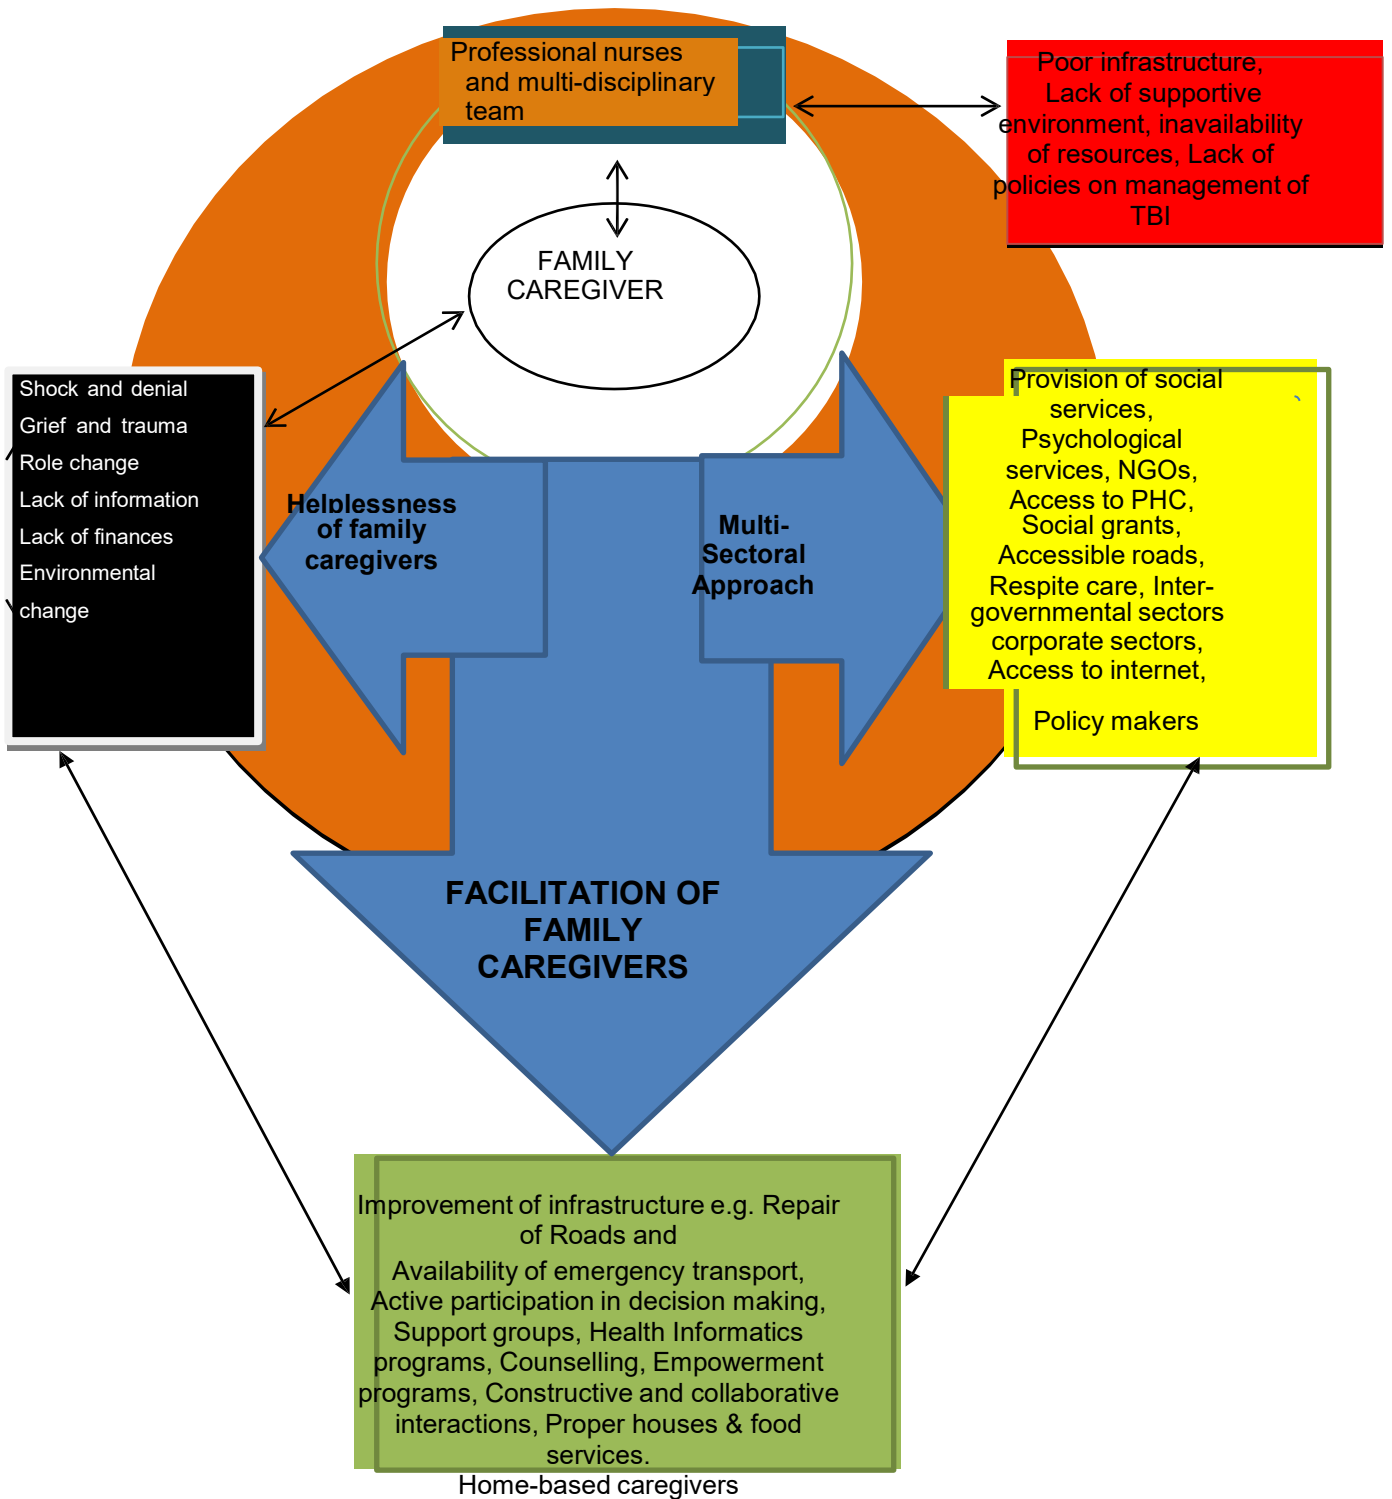 Professional nurses
and multi-disciplinary
team
Poor infrastructure,
Lack of supportive
environment, inavailability
of resources, Lack of
policies on management of
TBI
FAMILY
CAREGIVER
Shock and denial
Grief and trauma
Role change
Lack of information
Lack of finances
Environmental
change
Helplessness
of family
caregivers
Multi-
Sectoral
Approach
Provision of social
services,
Psychological
services, NGOs,
Access to PHC,
Social grants,
Accessible roads,
Respite care, Inter-
governmental sectors
corporate sectors,
Access to internet,
Policy makers
FACILITATION OF
FAMILY
CAREGIVERS
Improvement of infrastructure e.g. Repair
of Roads and
Availability of emergency transport,
Active participation in decision making,
Support groups, Health Informatics
programs, Counselling, Empowerment
programs, Constructive and collaborative
interactions, Proper houses & food
services.
Home-based caregivers